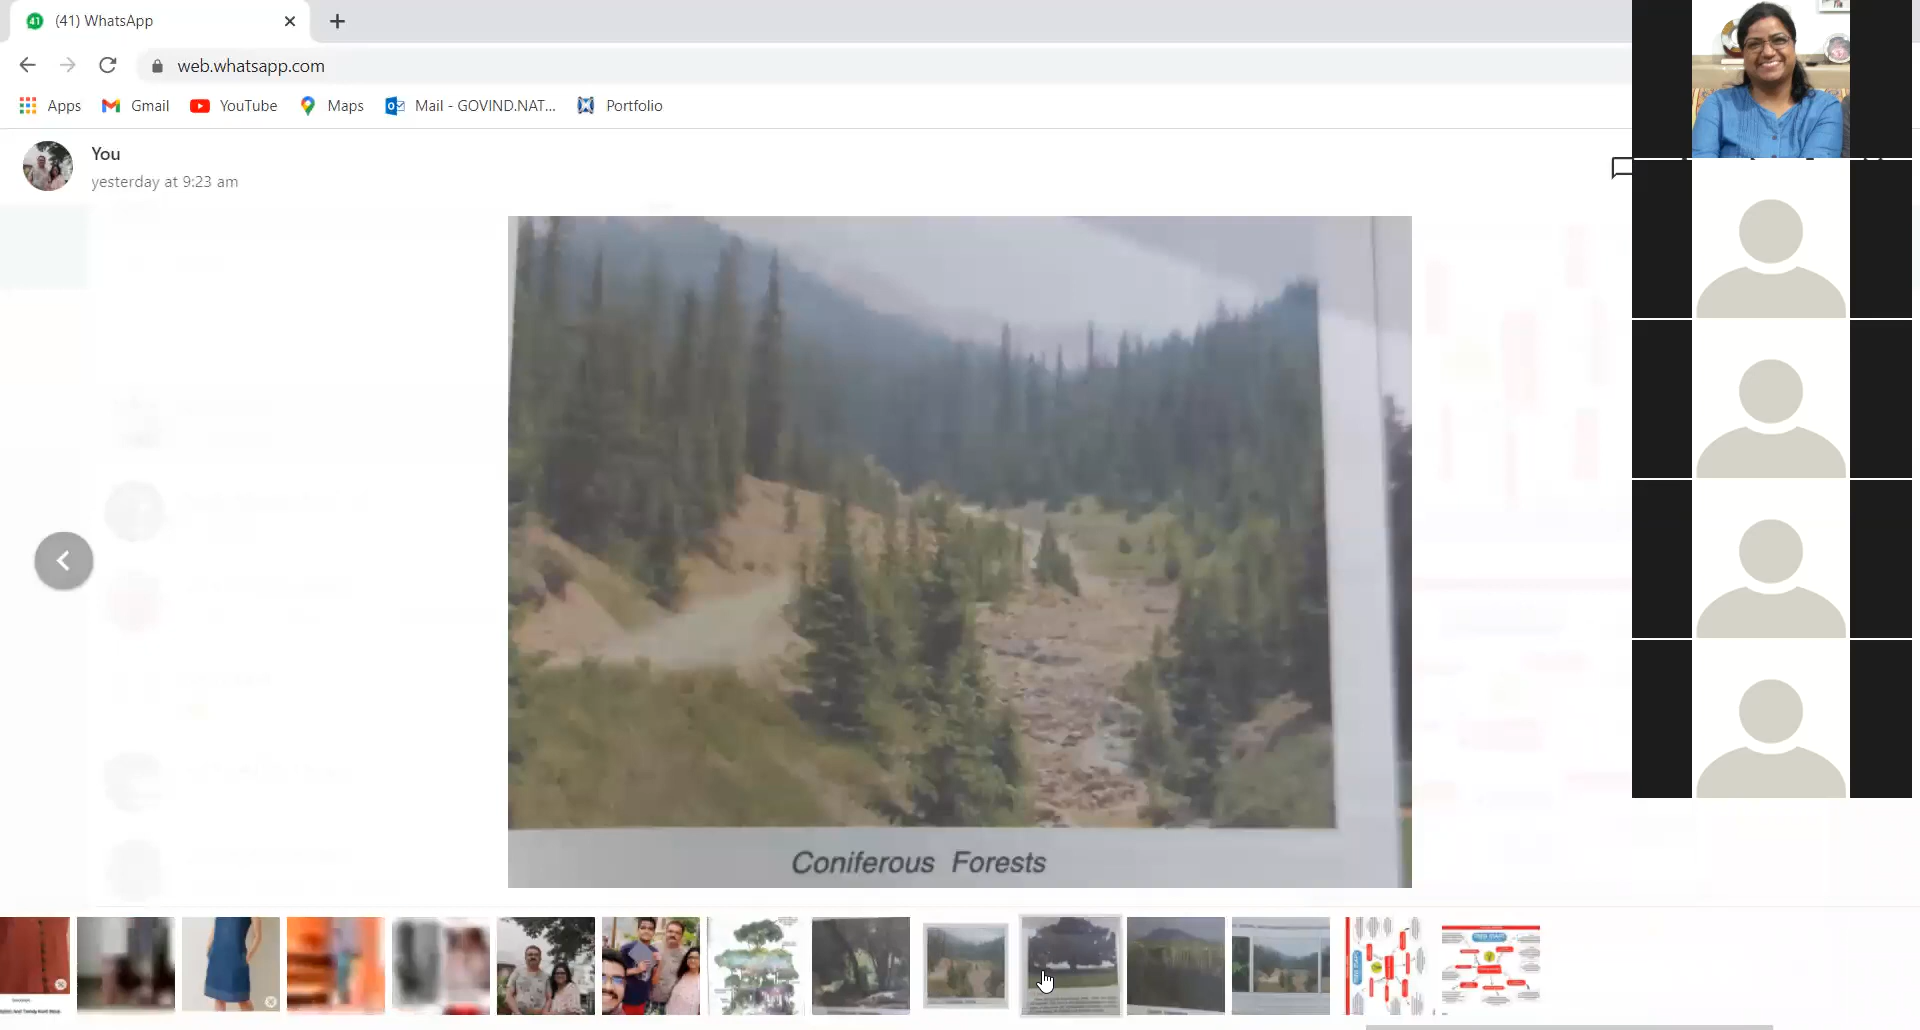 (41) WhatsApp
web.whatsapp.com
Apps
Gmail
YouTube
Maps
Mail - GOVIND.NAT...
Portfolio
You
yesterday at 9:23 am
Coniferous Forests